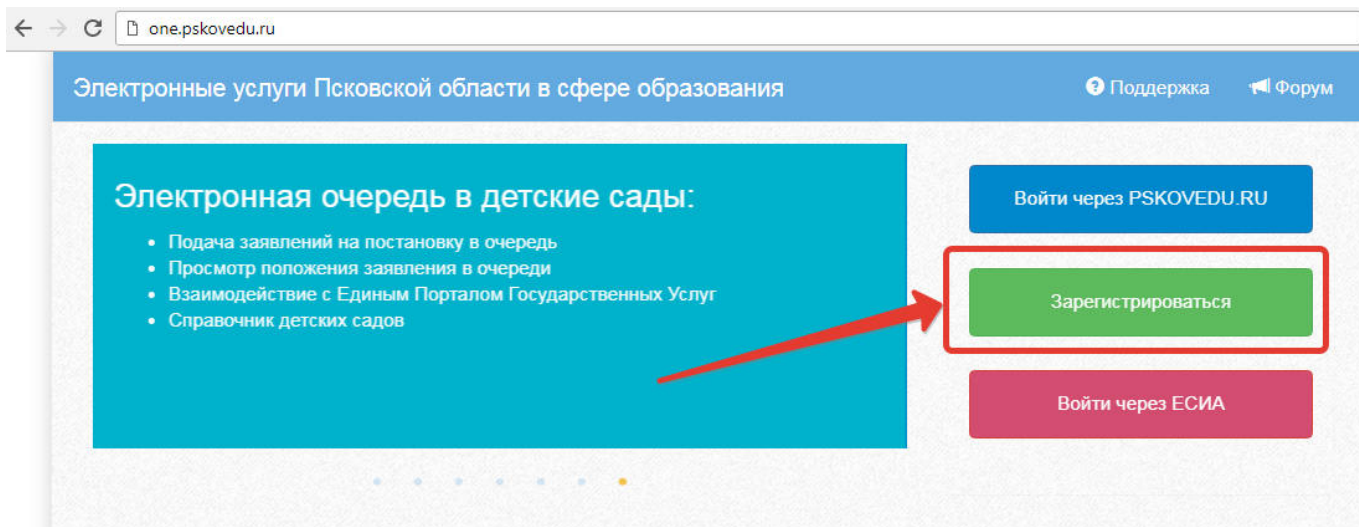 one.pskovedu.ru
Электронные услуги Псковской области в сфере образования
Поддержка
Форум
Электронная очередь в детские сады:
Подача заявлений на постановку в очередь
Просмотр положения заявления в очереди
Взаимодействие с Единым Порталом Государственных Услуг
Справочник детских садов
Войти через PSKOVEDU.RU
Зарегистрироваться
Войти через ЕСИА